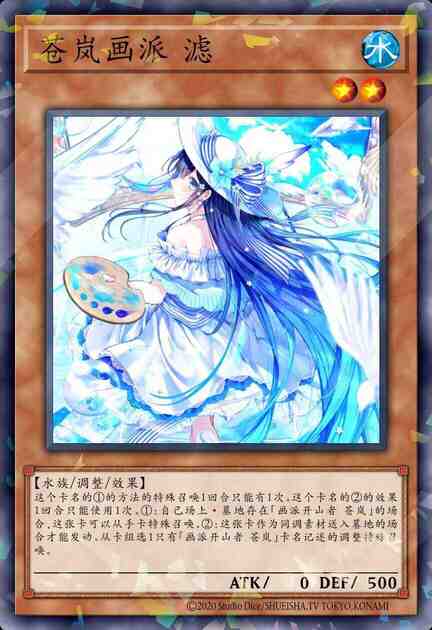 苍岚画派 滤
水
【水族/调整/效果】
这个卡名的①的方法的特殊召唤1回合只能有1次，这个卡名的②的效果
1回合只能使用1次。①：自己场上·墓地存在「画派开山者 苍岚」的场
合，这张卡可以从手卡特殊召唤。②：这张卡作为同调素材送入墓地的场
合才能发动，从卡组选1只有「画派开山者 苍岚」卡名记述的调整特殊召
唤。
ATK/ 0 DEF/ 500
©2020 Studio Dice/SHUEISHA,TV TOKYO,KONAMI